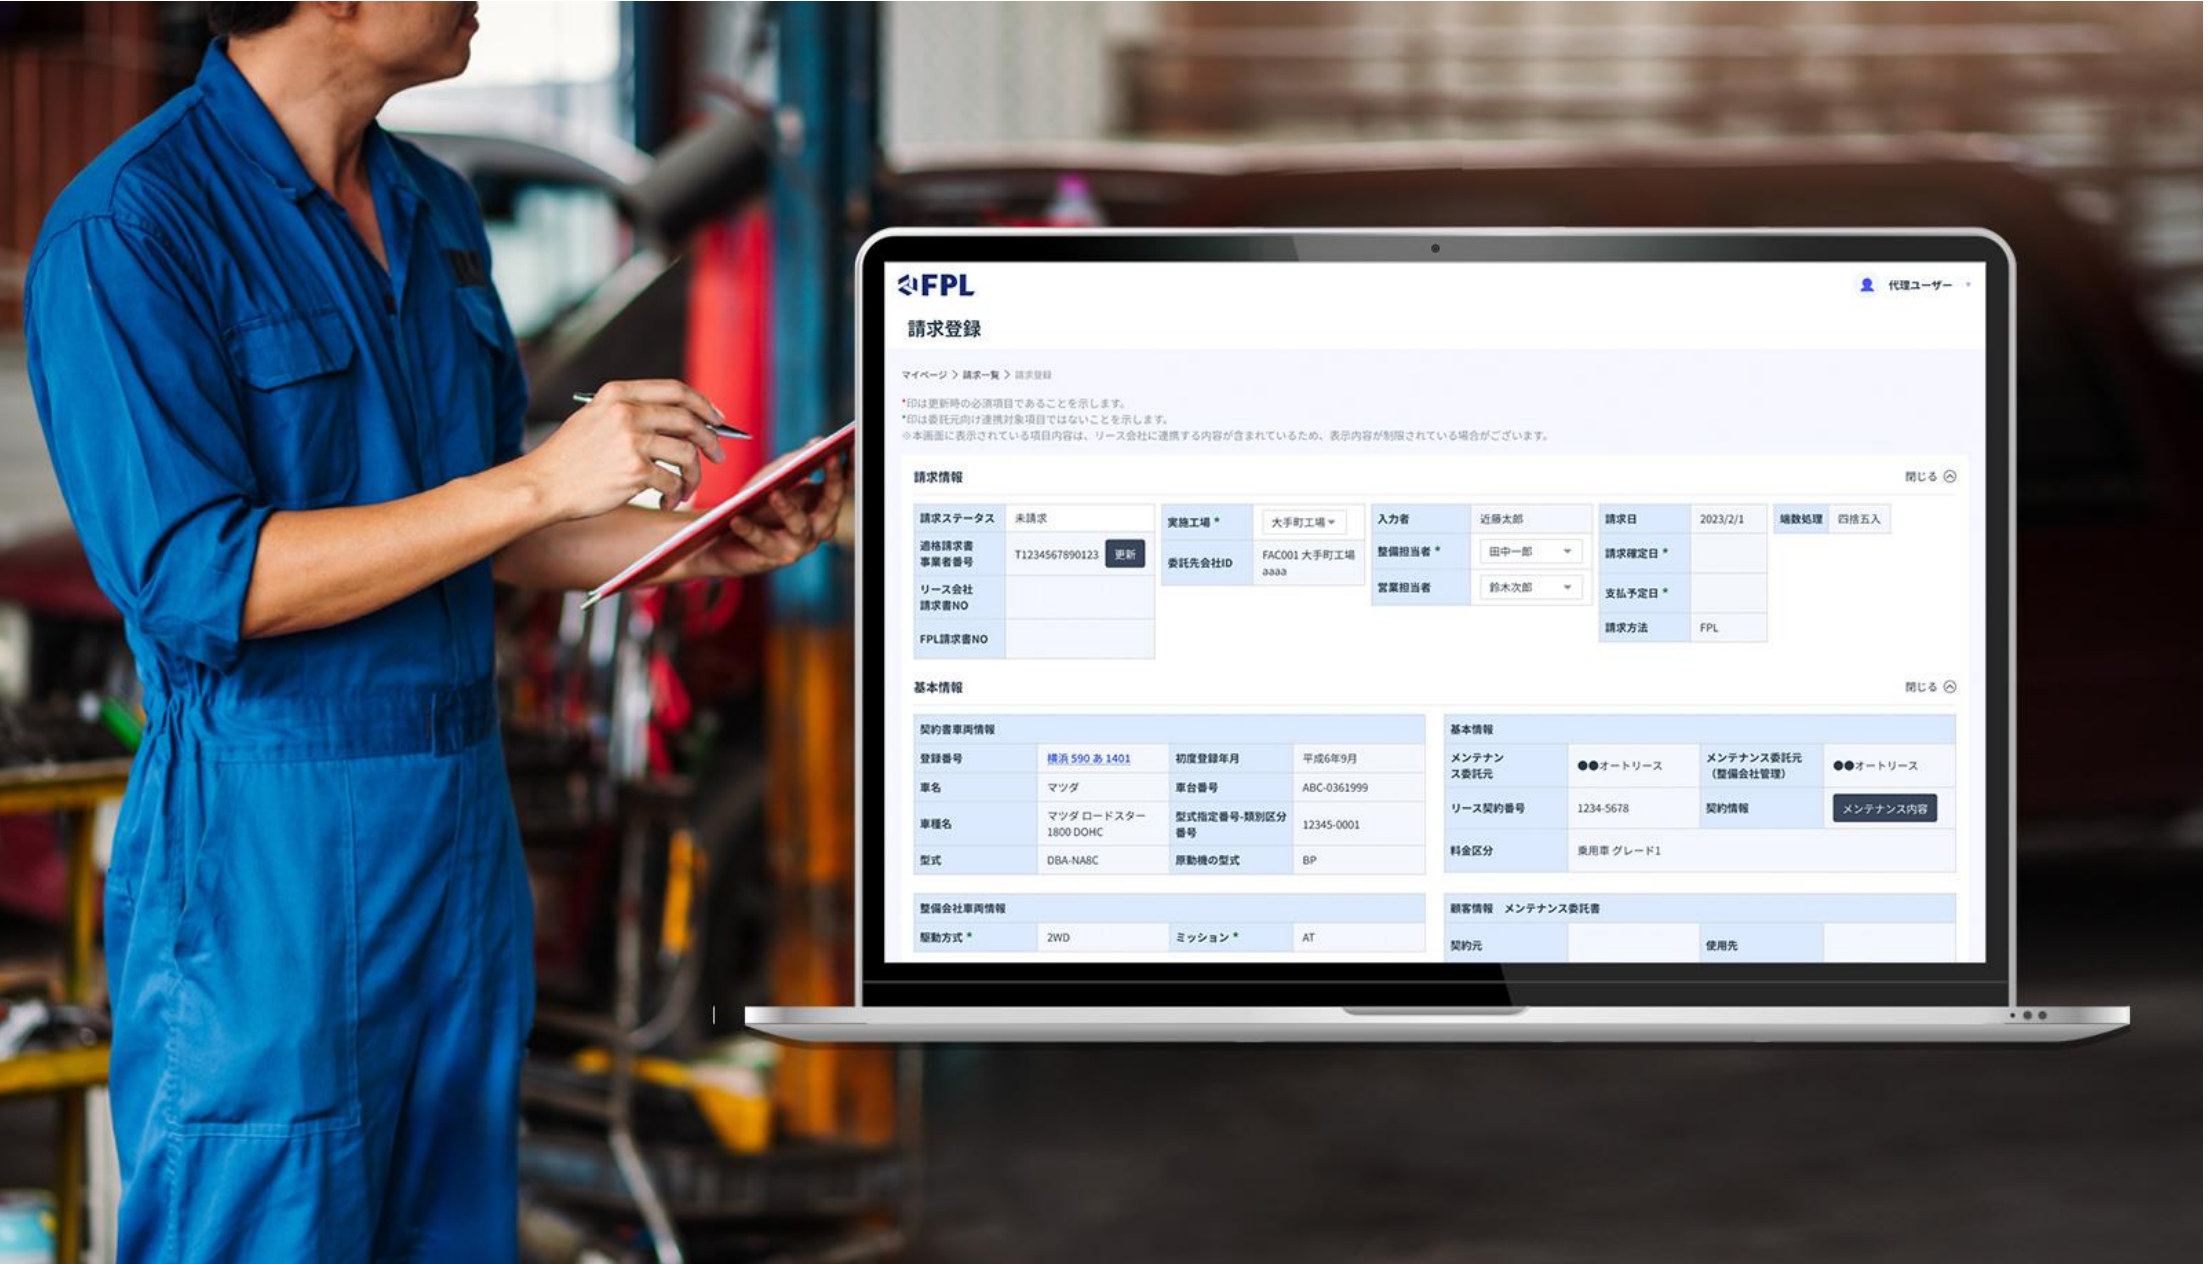 FPL
代理ユーザー
請求登録
マイページ > 請求一覧 > 請求登録
*印は更新時の必須項目であることを示します。
*印は委託元向け連携対象項目ではないことを示します。
※本画面に表示されている項目内容は、リース会社に連携する内容が含まれているため、表示内容が制限されている場合がございます。
請求情報
閉じる
請求ステータス 未請求
適格請求書
事業者番号
T1234567890123 更新
リース会社
請求書NO
FPL請求書NO
実施工場 * 大手町工場
委託先会社ID
FAC001 大手町工場
aaaa
入力者 近藤太郎
整備担当者 * 田中一郎
営業担当者 鈴木次郎
請求日 2023/2/1
請求確定日 *
支払予定日 *
請求方法 FPL
端数処理 四捨五入
基本情報
閉じる
契約書車両情報
登録番号 横浜 590 あ 1401 初度登録年月 平成6年9月
車名 マツダ 車台番号 ABC-0361999
車種名
マツダ ロードスター
1800 DOHC
型式指定番号-類別区分
番号
12345-0001
型式 DBA-NA8C 原動機の型式 BP
基本情報
メンテナン
ス委託元
●●オートリース
メンテナンス委託元
(整備会社管理)
●●オートリース
リース契約番号 1234-5678 契約情報 メンテナンス内容
料金区分 乗用車 グレード1
整備会社車両情報
駆動方式 * 2WD ミッション * AT
顧客情報 メンテナンス委託書
契約元 使用先